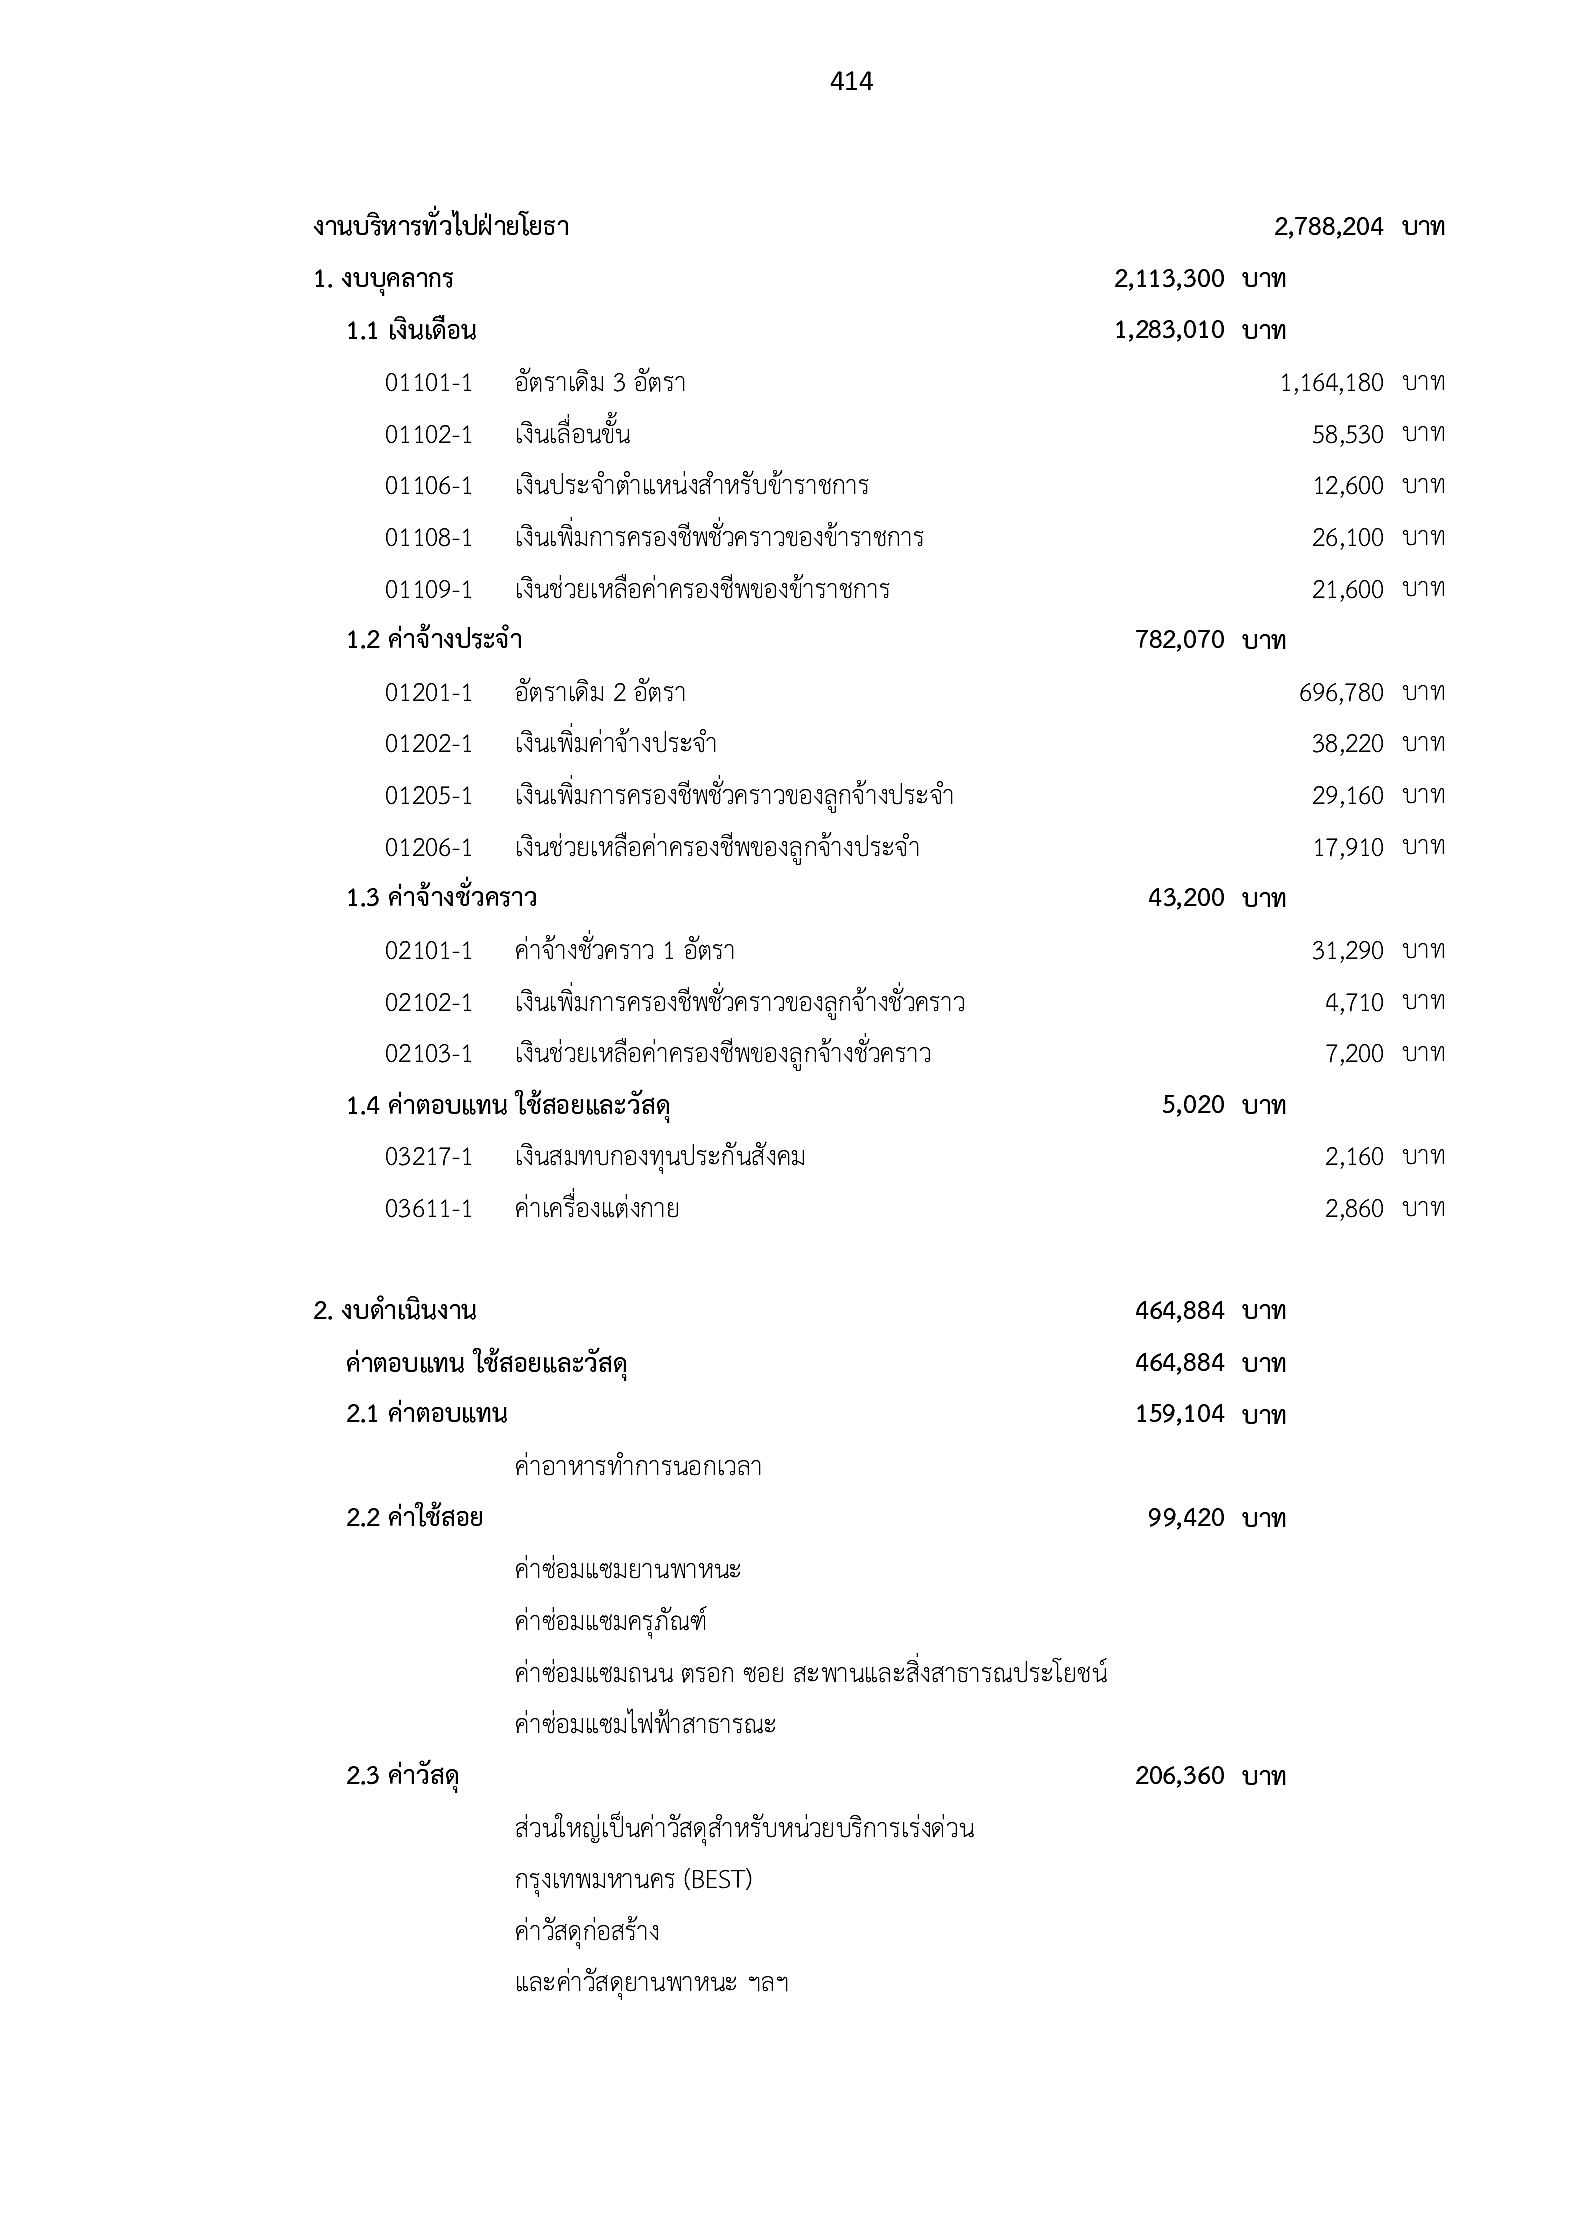 414
งานบริหารทั่วไปฝ่ายโยธา 2,788,204 บาท
1. งบบุคลากร 2,113,300 บาท
1.1 เงินเดือน 1,283,010 บาท
01101-1 อัตราเดิม 3 อัตรา 1,164,180 บาท
01102-1 เงินเลื่อนขั้น 58,530 บาท
01106-1 เงินประจำตำแหน่งสำหรับข้าราชการ 12,600 บาท
01108-1 เงินเพิ่มการครองชีพชั่วคราวของข้าราชการ 26,100 บาท
01109-1 เงินช่วยเหลือค่าครองชีพของข้าราชการ 21,600 บาท
1.2 ค่าจ้างประจำ 782,070 บาท
01201-1 อัตราเดิม 2 อัตรา 696,780 บาท
01202-1 เงินเพิ่มค่าจ้างประจำ 38,220 บาท
01205-1 เงินเพิ่มการครองชีพชั่วคราวของลูกจ้างประจำ 29,160 บาท
01206-1 เงินช่วยเหลือค่าครองชีพของลูกจ้างประจำ 17,910 บาท
1.3 ค่าจ้างชั่วคราว 43,200 บาท
02101-1 ค่าจ้างชั่วคราว 1 อัตรา 31,290 บาท
02102-1 เงินเพิ่มการครองชีพชั่วคราวของลูกจ้างชั่วคราว 4,710 บาท
02103-1 เงินช่วยเหลือค่าครองชีพของลูกจ้างชั่วคราว 7,200 บาท
1.4 ค่าตอบแทน ใช้สอยและวัสดุ 5,020 บาท
03217-1 เงินสมทบกองทุนประกันสังคม 2,160 บาท
03611-1 ค่าเครื่องแต่งกาย 2,860 บาท
2. งบดำเนินงาน 464,884 บาท
ค่าตอบแทน ใช้สอยและวัสดุ 464,884 บาท
2.1 ค่าตอบแทน 159,104 บาท
ค่าอาหารทำการนอกเวลา
2.2 ค่าใช้สอย 99,420 บาท
ค่าซ่อมแซมยานพาหนะ
ค่าซ่อมแซมครุภัณฑ์
ค่าซ่อมแซมถนน ตรอก ซอย สะพานและสิ่งสาธารณประโยชน์
ค่าซ่อมแซมไฟฟ้าสาธารณะ
2.3 ค่าวัสดุ 206,360 บาท
ส่วนใหญ่เป็นค่าวัสดุสำหรับหน่วยบริการเร่งด่วน
กรุงเทพมหานคร (BEST)
ค่าวัสดุก่อสร้าง
และค่าวัสดุยานพาหนะ ฯลฯ